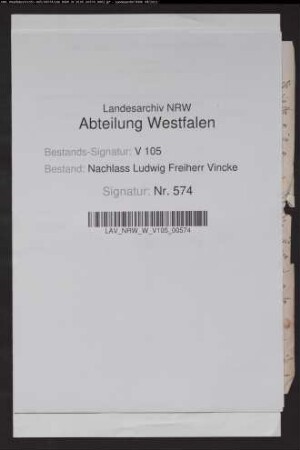 Landesarchiv NRW
Abteilung Westfalen
Bestands-Signatur: V 105
Bestand: Nachlass Ludwig Freiherr Vincke
Signatur: Nr. 574
LAV_NRW_W_V105_00574